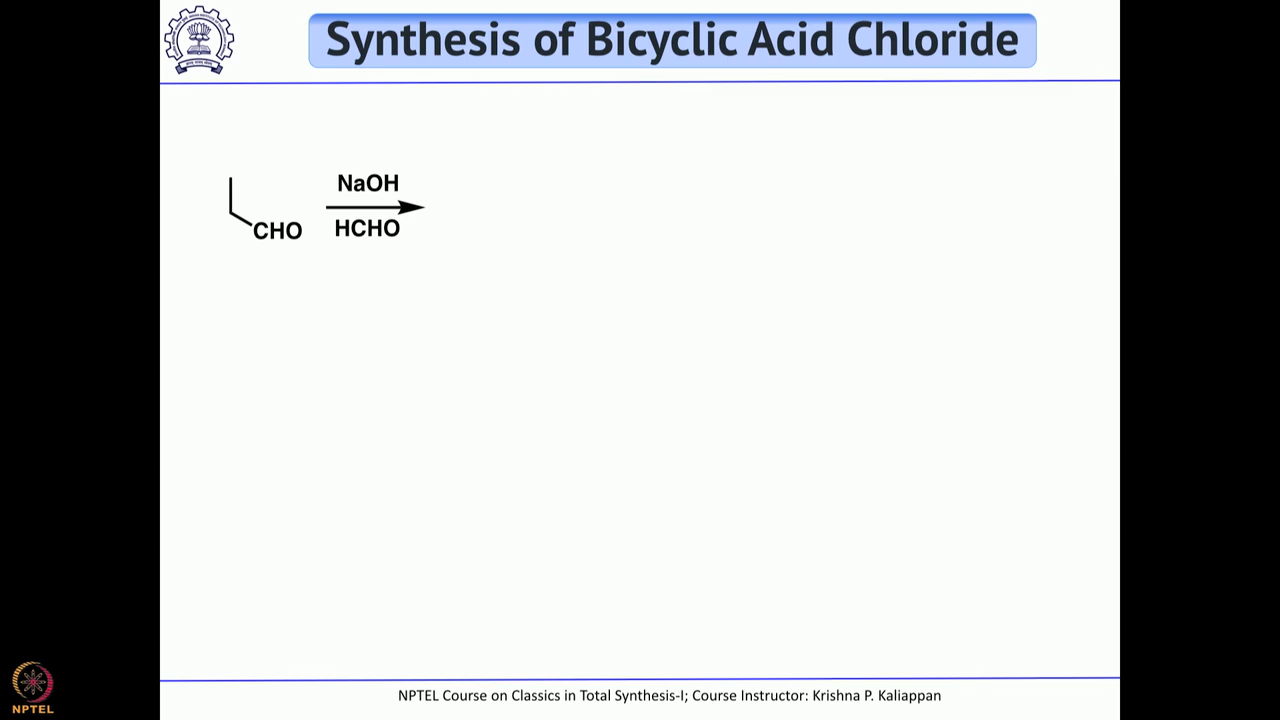 Synthesis of Bicyclic Acid Chloride
NaOH
CHO
HCHO
NPTEL Course on Classics in Total Synthesis-I; Course Instructor: Krishna P. Kaliappan
NPTEL